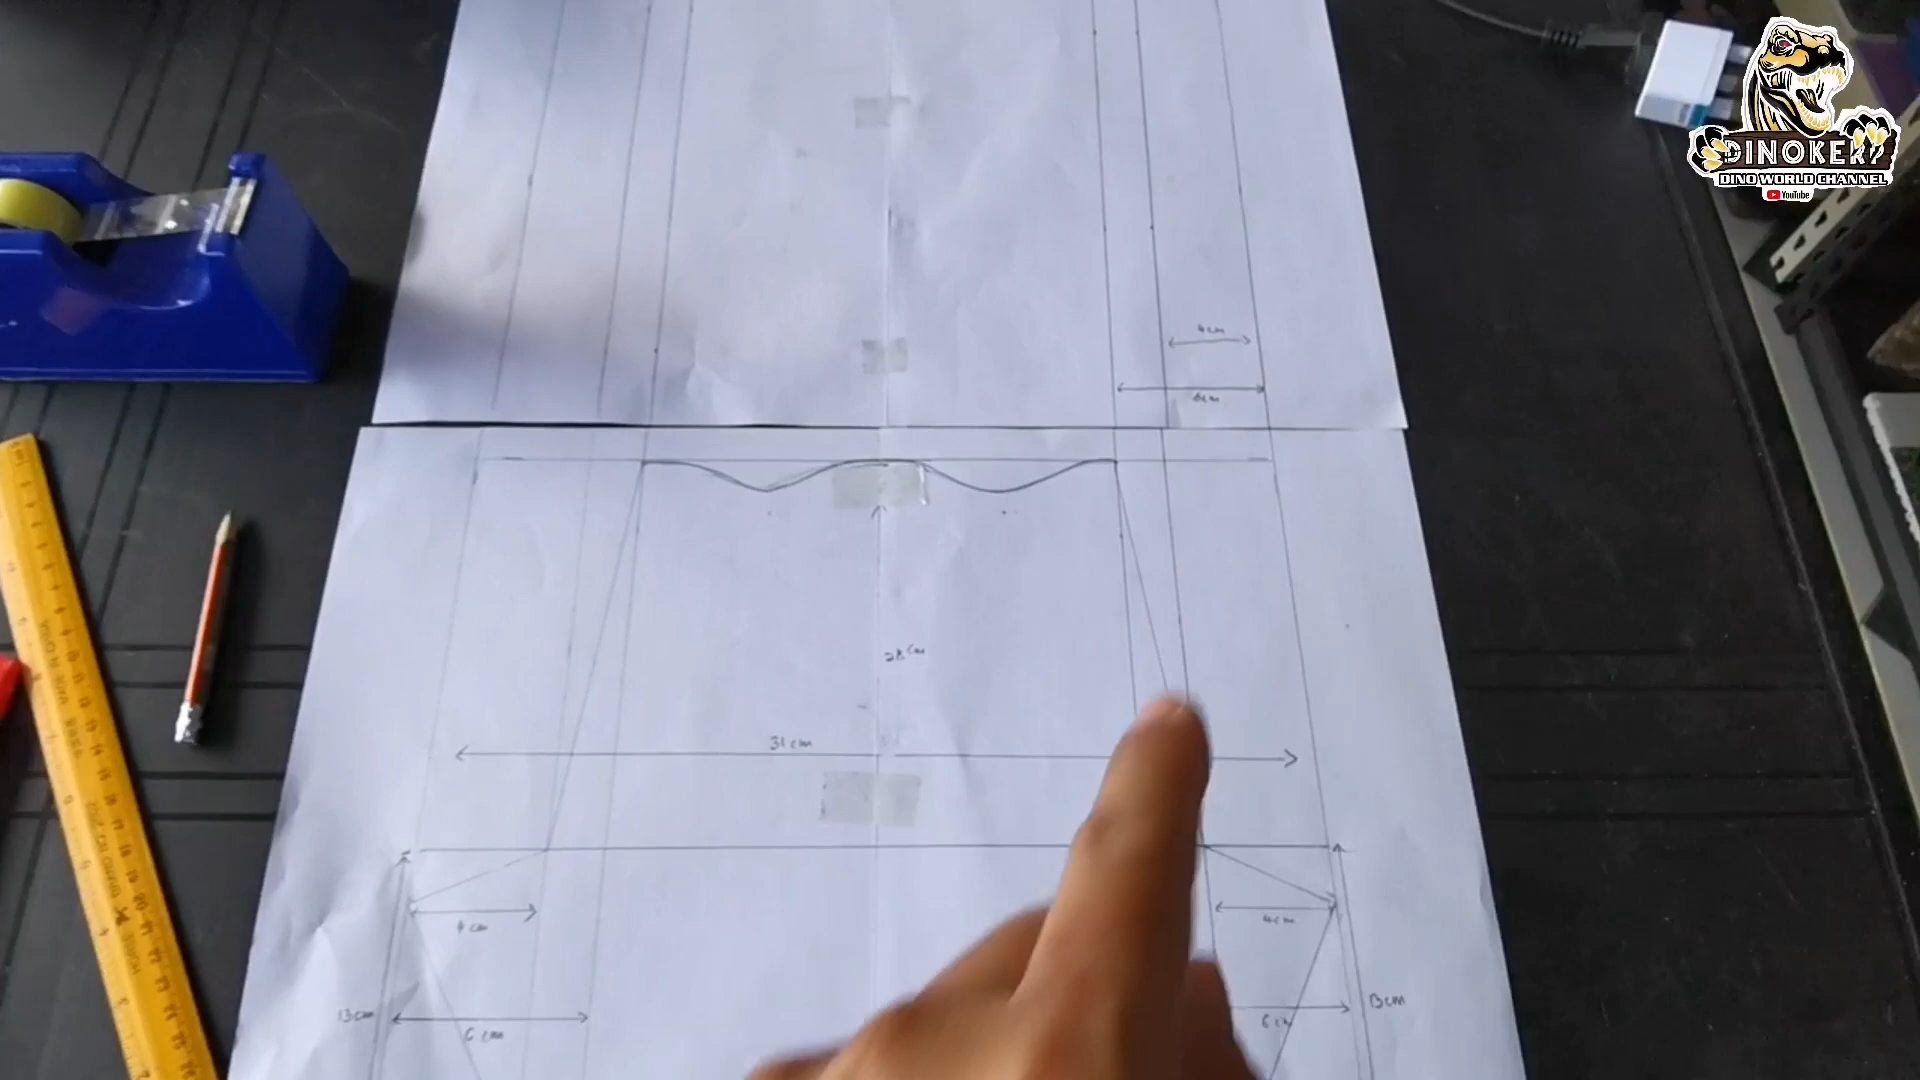 DINOKERZ
DINO WORLD CHANNEL
YouTube
4cm
6cm
28cm
31cm
4cm
4cm
13cm
6cm
6cm
13cm